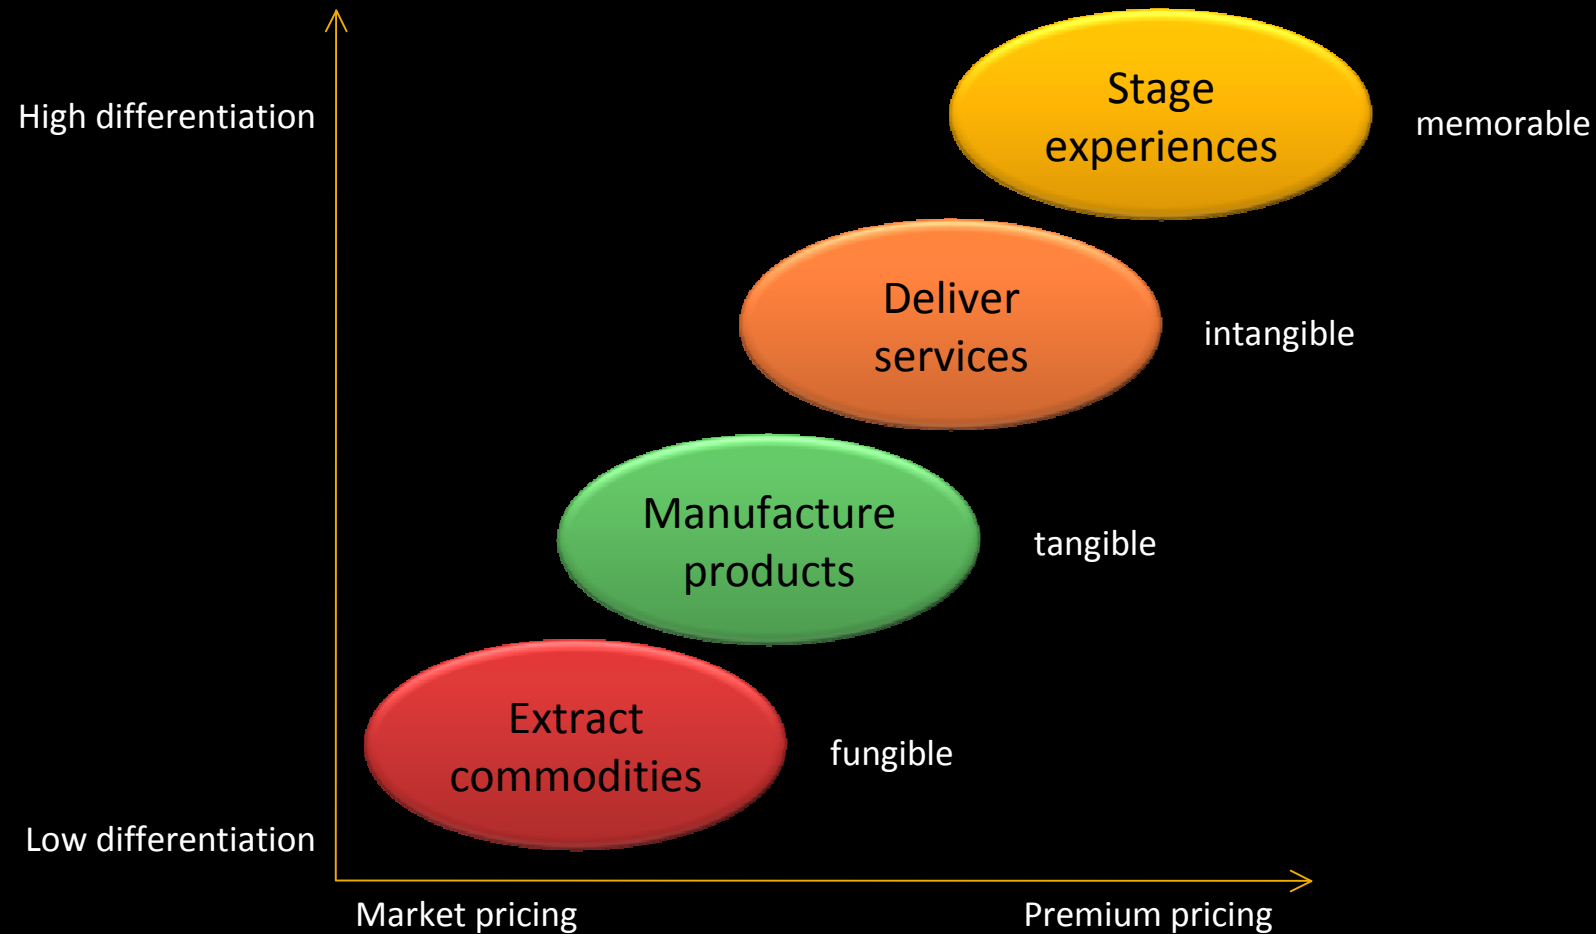 High differentiation
Stage
experiences
memorable
Deliver
services
intangible
Manufacture
products
tangible
Extract
commodities
fungible
Low differentiation
Market pricing
Premium pricing